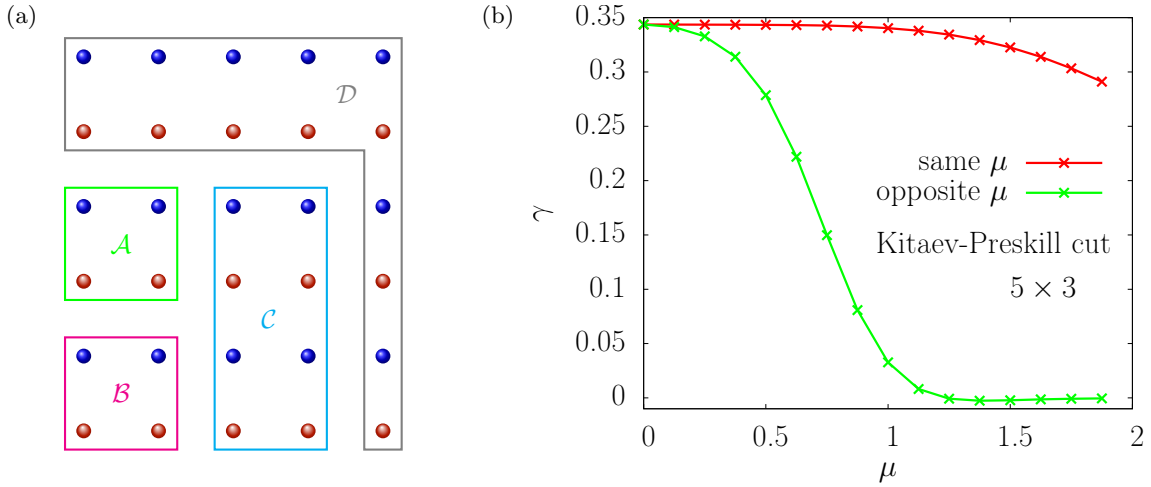 (a)
D
A
C
B
(b)
0.35
0.3
0.25
0.2
0.15
0.1
0.05
0
γ
same μ
opposite μ
Kitaev-Preskill cut
5 × 3
0 0.5 1 1.5 2
μ